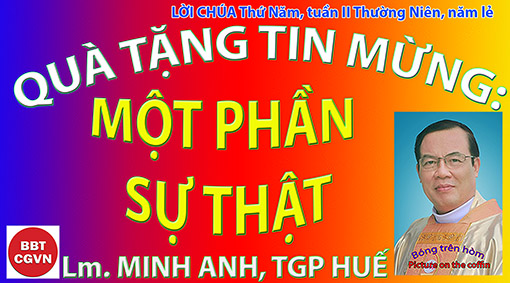 LỜI CHÚA Thứ Năm, tuần II Thường Niên, năm lẻ
QUÀ TẶNG TIN MỪNG:
MỘT PHẦN
SỰ THẬT
Bóng trên hòm
Picture on the coffin
BBT
CGVN
Lm. MINH ANH, TGP HUẾ